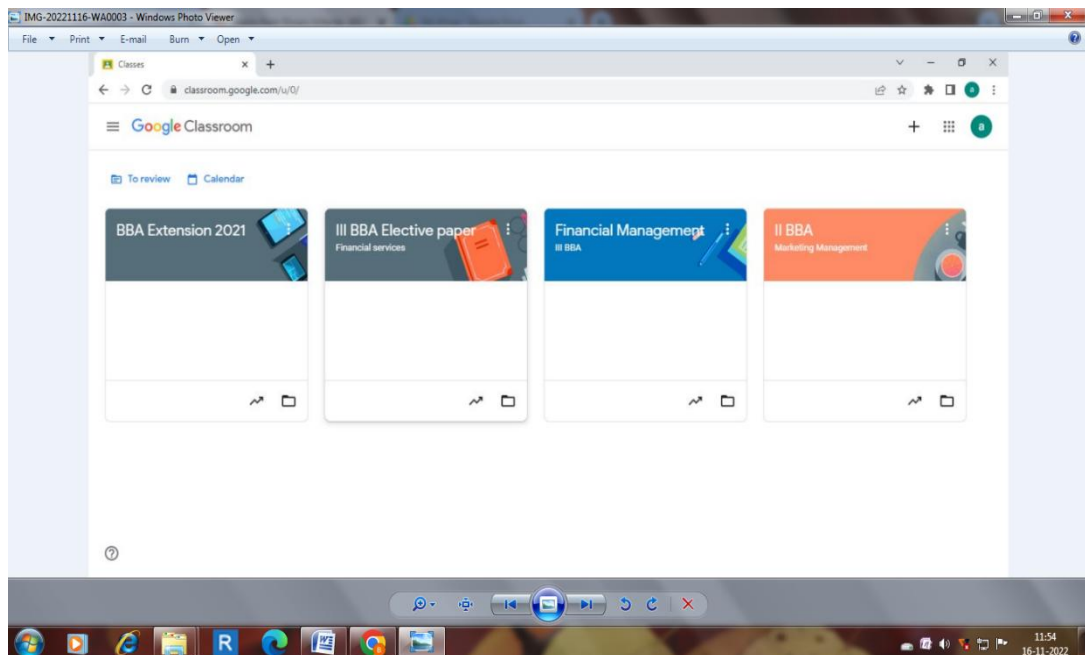 IMG-20221116-WA0003 - Windows Photo Viewer
File Print E-mail Burn Open
Classes
classroom.google.com/u/0/
a
Google Classroom
a
To review Calendar
BBA Extension 2021
III BBA Elective paper
Financial services
Financial Management
III BBA
II BBA
Marketing Management
R
W
11:54
16-11-2022